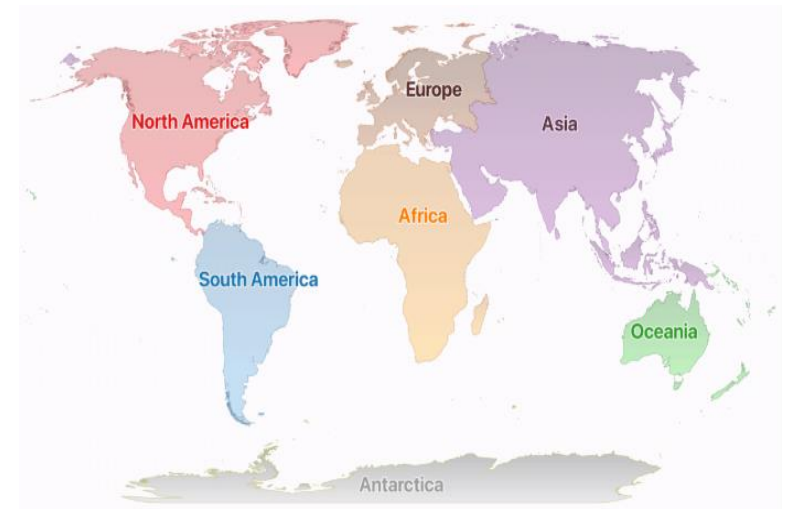 Europe
North America
Asia
Africa
South America
Oceania
Antarctica